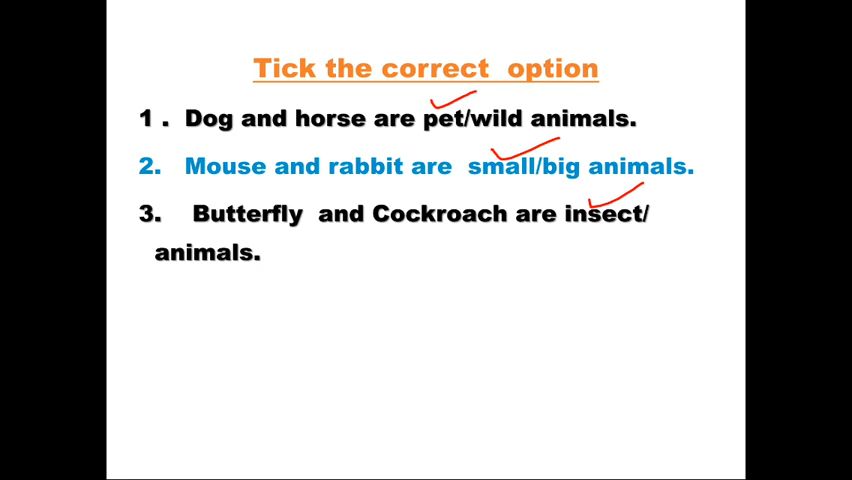 Tick the correct  option
1 .  Dog and horse are pet/wild animals.
2.   Mouse and rabbit are  small/big animals.
3.    Butterfly  and Cockroach are insect/
animals.